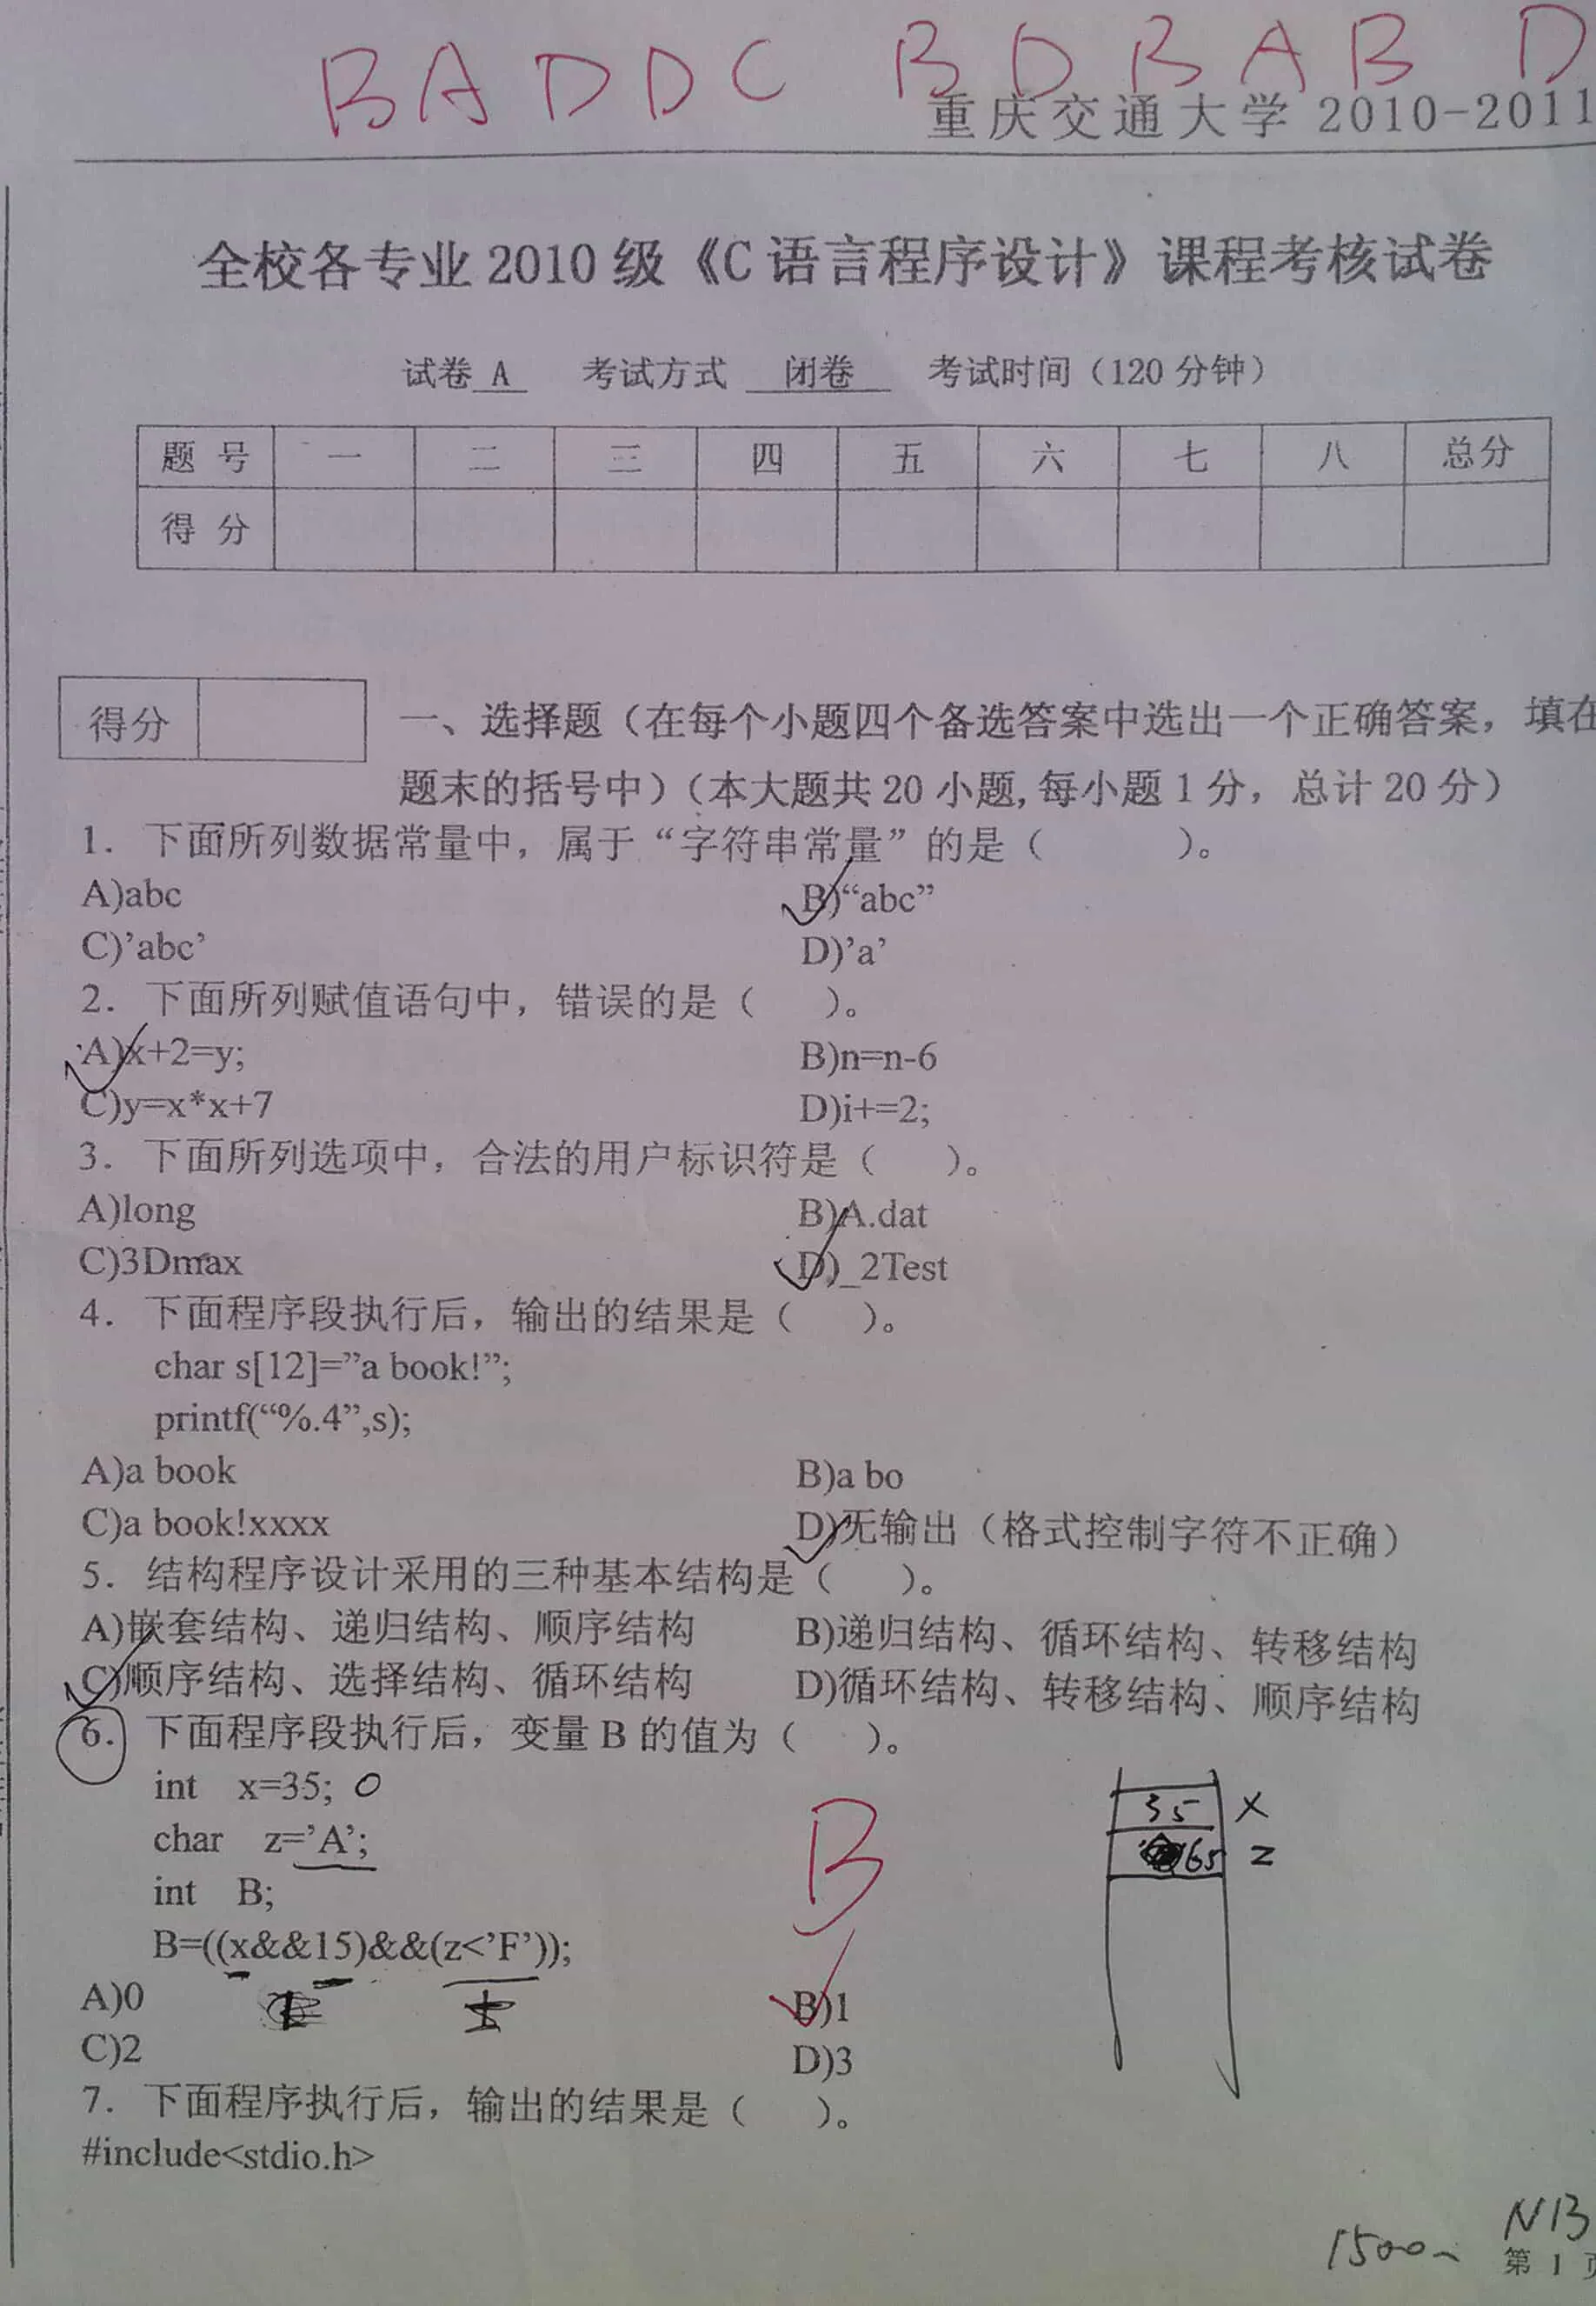 BADDC BDBAB D
重庆交通大学 2010-2011
全校各专业 2010 级《C 语言程序设计》课程考核试卷
试卷 A 考试方式 闭卷 考试时间（120 分钟）
题 号 一 二 三 四 五 六 七 八 总分
得 分
得分
一、选择题（在每个小题四个备选答案中选出一个正确答案，填在
题末的括号中）（本大题共 20 小题, 每小题 1 分，总计 20 分）
1. 下面所列数据常量中，属于“字符串常量”的是（ ）。
A)abc B)“abc”
C)’abc’ D)’a’
2. 下面所列赋值语句中，错误的是（ ）。
A)x+2=y; B)n=n-6
C)y=x*x+7 D)i+=2;
3. 下面所列选项中，合法的用户标识符是（ ）。
A)long B)A.dat
C)3Dmax D)_2Test
4. 下面程序段执行后，输出的结果是（ ）。
char s[12]=”a book!”;
printf(“%.4”,s);
A)a book B)a bo
C)a book!xxxx D)无输出（格式控制字符不正确）
5. 结构程序设计采用的三种基本结构是（ ）。
A)嵌套结构、递归结构、顺序结构 B)递归结构、循环结构、转移结构
C)顺序结构、选择结构、循环结构 D)循环结构、转移结构、顺序结构
6. 下面程序段执行后，变量 B 的值为（ ）。
int x=35; 0
35 X
char z=’A’;
B
65 z
int B;
B=((x&&15)&&(z<’F’));
A)0 B)1
C)2 D)3
7. 下面程序执行后，输出的结果是（ ）。
#include<stdio.h>
NB
1500
第 1 页